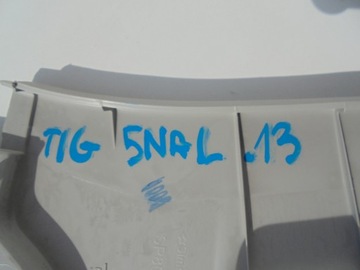 TIG 5NAL .13